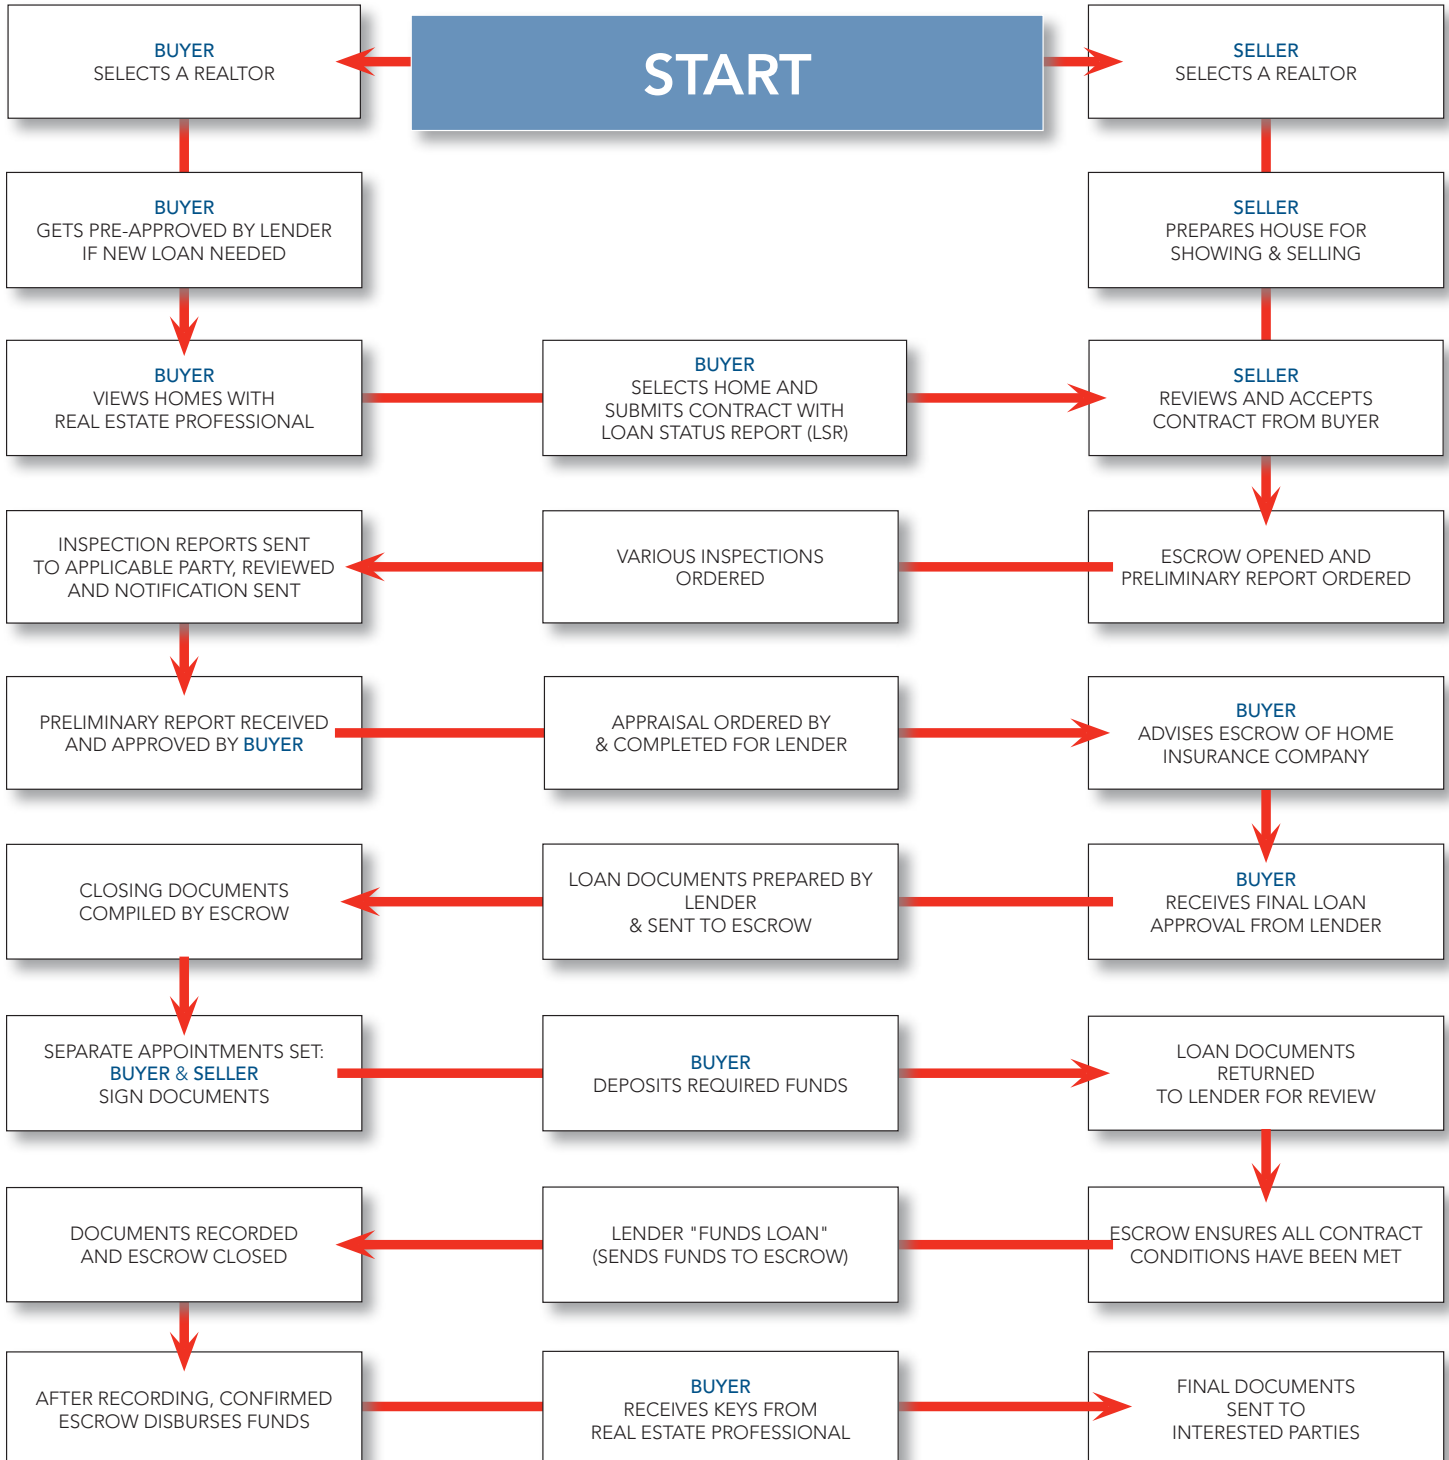 START
BUYER
SELECTS A REALTOR
SELLER
SELECTS A REALTOR
BUYER
GETS PRE-APPROVED BY LENDER
IF NEW LOAN NEEDED
SELLER
PREPARES HOUSE FOR
SHOWING & SELLING
BUYER
VIEWS HOMES WITH
REAL ESTATE PROFESSIONAL
BUYER
SELECTS HOME AND
SUBMITS CONTRACT WITH
LOAN STATUS REPORT (LSR)
SELLER
REVIEWS AND ACCEPTS
CONTRACT FROM BUYER
INSPECTION REPORTS SENT
TO APPLICABLE PARTY, REVIEWED
AND NOTIFICATION SENT
VARIOUS INSPECTIONS
ORDERED
ESCROW OPENED AND
PRELIMINARY REPORT ORDERED
PRELIMINARY REPORT RECEIVED
AND APPROVED BY BUYER
APPRAISAL ORDERED BY
& COMPLETED FOR LENDER
BUYER
ADVISES ESCROW OF HOME
INSURANCE COMPANY
CLOSING DOCUMENTS
COMPILED BY ESCROW
LOAN DOCUMENTS PREPARED BY
LENDER
& SENT TO ESCROW
BUYER
RECEIVES FINAL LOAN
APPROVAL FROM LENDER
SEPARATE APPOINTMENTS SET:
BUYER & SELLER
SIGN DOCUMENTS
BUYER
DEPOSITS REQUIRED FUNDS
LOAN DOCUMENTS
RETURNED
TO LENDER FOR REVIEW
DOCUMENTS RECORDED
AND ESCROW CLOSED
LENDER "FUNDS LOAN"
(SENDS FUNDS TO ESCROW)
ESCROW ENSURES ALL CONTRACT
CONDITIONS HAVE BEEN MET
AFTER RECORDING, CONFIRMED
ESCROW DISBURSES FUNDS
BUYER
RECEIVES KEYS FROM
REAL ESTATE PROFESSIONAL
FINAL DOCUMENTS
SENT TO
INTERESTED PARTIES